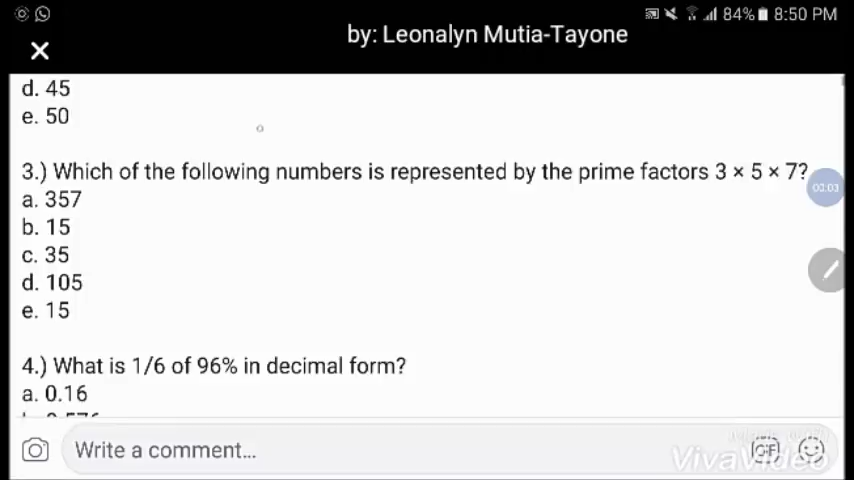 84% 8:50 PM
by: Leonalyn Mutia-Tayone
d. 45
e. 50
3.) Which of the following numbers is represented by the prime factors 3 × 5 × 7?
00:03
a. 357
b. 15
c. 35
d. 105
e. 15
4.) What is 1/6 of 96% in decimal form?
a. 0.16
Write a comment...
GIF
VivaVideo